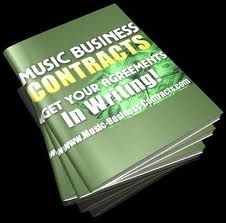 MUSIC BUSINESS
CONTRACTS
GET YOUR AGREEMENTS
In Writing!
www.Music-Business-Contracts.com